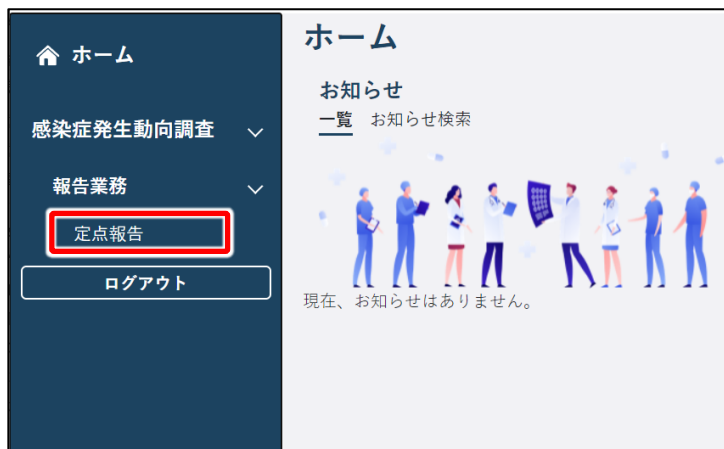 ホーム
感染症発生動向調査
報告業務
定点報告
ログアウト
ホーム
お知らせ
一覧 お知らせ検索
現在、お知らせはありません。